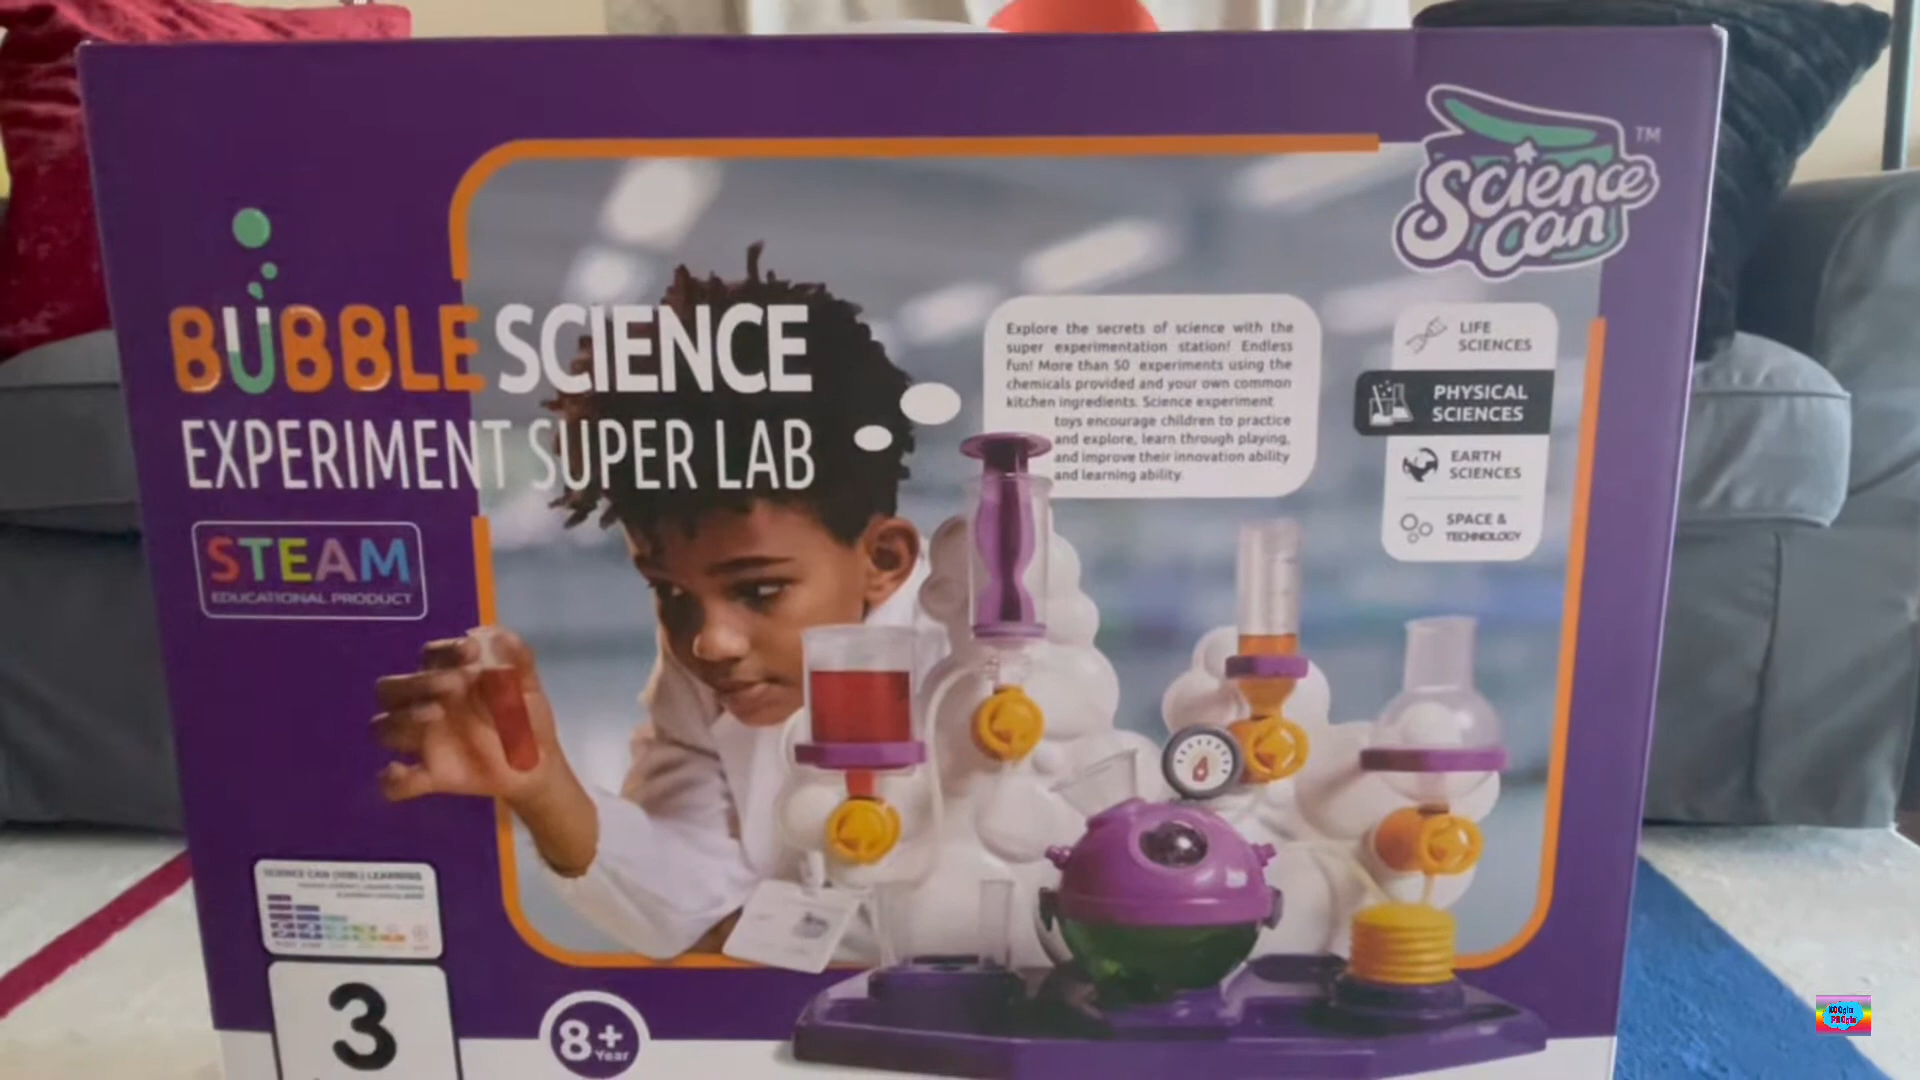 Science
Can
TM
BUBBLE SCIENCE
EXPERIMENT SUPER LAB
STEAM
EDUCATIONAL PRODUCT
Explore the secrets of science with the
super experimentation station! Endless
fun! More than 50 experiments using the
chemicals provided and your own common
kitchen ingredients. Science experiment
toys encourage children to practice
and explore, learn through playing,
and improve their innovation ability
and learning ability
LIFE
SCIENCES
PHYSICAL
SCIENCES
EARTH
SCIENCES
SPACE &
TECHNOLOGY
LEARNING
3
8+
Year